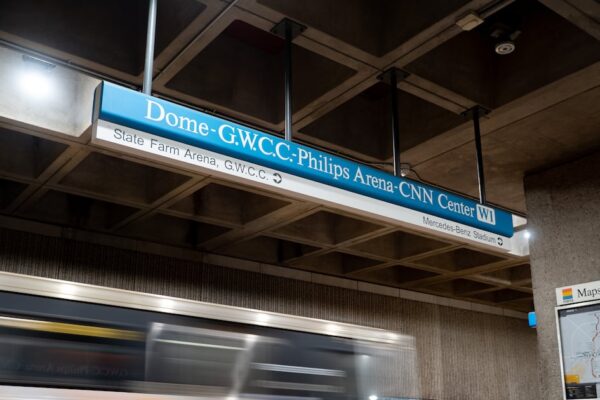 Dome-G.W.C.C.-Philips Arena-CNN Center W1
State Farm Arena, G.W.C.C.
Mercedes-Benz Stadium
Maps